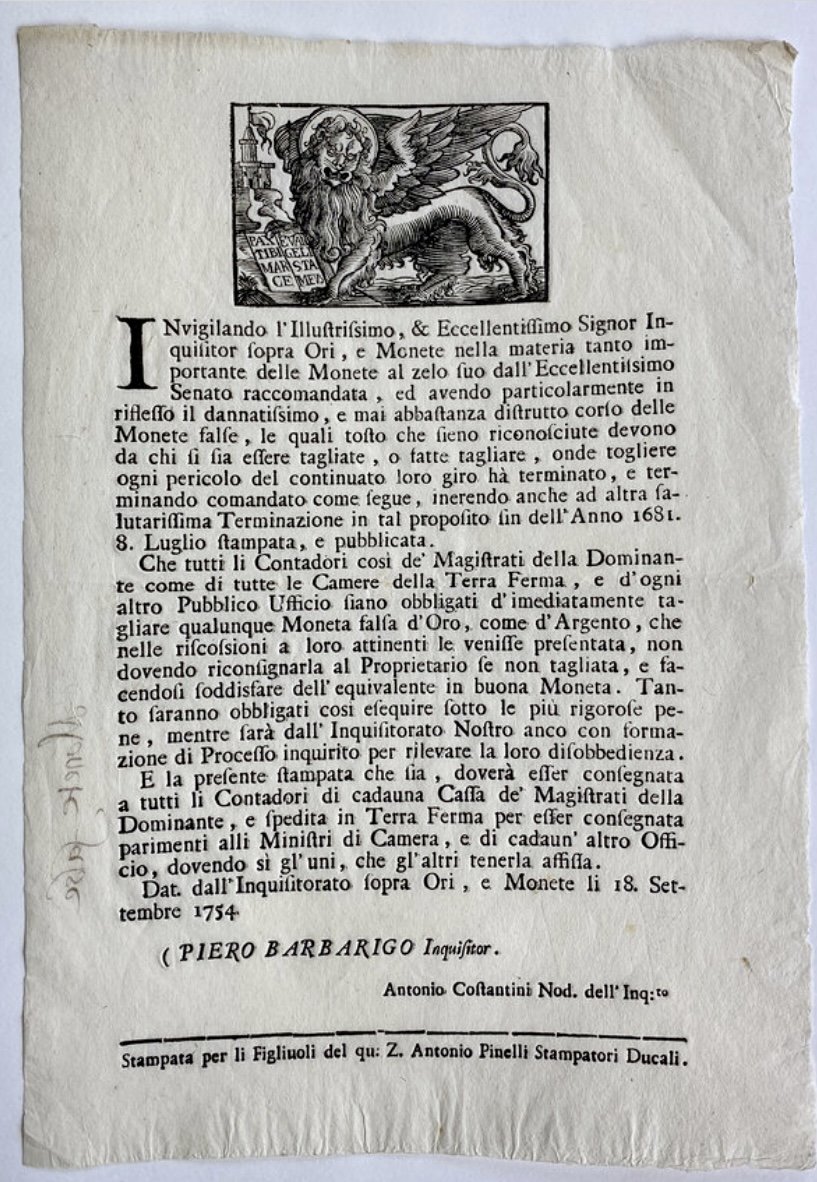 PAX EVAN
TIBI GELI
MAR STA
CE MEV
INvigilando l'Illuſtriſſimo, & Eccellentiſſimo Signor In-
quiſitor ſopra Ori, e Monete nella materia tanto im-
portante delle Monete al zelo ſuo dall'Eccellentiſsimo
Senato raccomandata, ed avendo particolarmente in
rifleſſo il dannatiſsimo, e mai abbaſtanza diſtrutto corſo delle
Monete falſe, le quali toſto che ſieno riconoſciute devono
da chi ſi ſia eſſere tagliate, o fatte tagliare, onde togliere
ogni pericolo del continuato loro giro hà terminato, e ter-
minando comandato come ſegue, inerendo anche ad altra ſa-
lutariſſima Terminazione in tal propoſito ſin dell'Anno 1681.
8. Luglio ſtampata, e pubblicata.
Che tutti li Contadori così de' Magiſtrati della Dominan-
te come di tutte le Camere della Terra Ferma, e d'ogni
altro Pubblico Ufficio ſiano obbligati d'imediatamente ta-
gliare qualunque Moneta falſa d'Oro, come d'Argento, che
nelle riſcoſsioni a loro attinenti le veniſſe preſentata, non
dovendo riconſignarla al Proprietario ſe non tagliata, e fa-
cendoſi ſoddisfare dell'equivalente in buona Moneta. Tan-
to ſaranno obbligati così eſequire ſotto le più rigoroſe pe-
ne, mentre ſarà dall'Inquiſitorato Noſtro anco con forma-
zione di Proceſſo inquirito per rilevare la loro diſobbedienza.
E la preſente ſtampata che ſia, doverà eſſer conſegnata
a tutti li Contadori di cadauna Caſſa de' Magiſtrati della
Dominante, e ſpedita in Terra Ferma per eſſer conſegnata
parimenti alli Miniſtri di Camera, e di cadaun' altro Offi-
cio, dovendo sì gl'uni, che gl'altri tenerla affiſſa.
Dat. dall'Inquiſitorato ſopra Ori, e Monete li 18. Set-
tembre 1754
( PIERO BARBARIGO Inquiſitor.
Antonio Coſtantini Nod. dell'Inq:to
Stampata per li Figliuoli del qu: Z. Antonio Pinelli Stampatori Ducali.